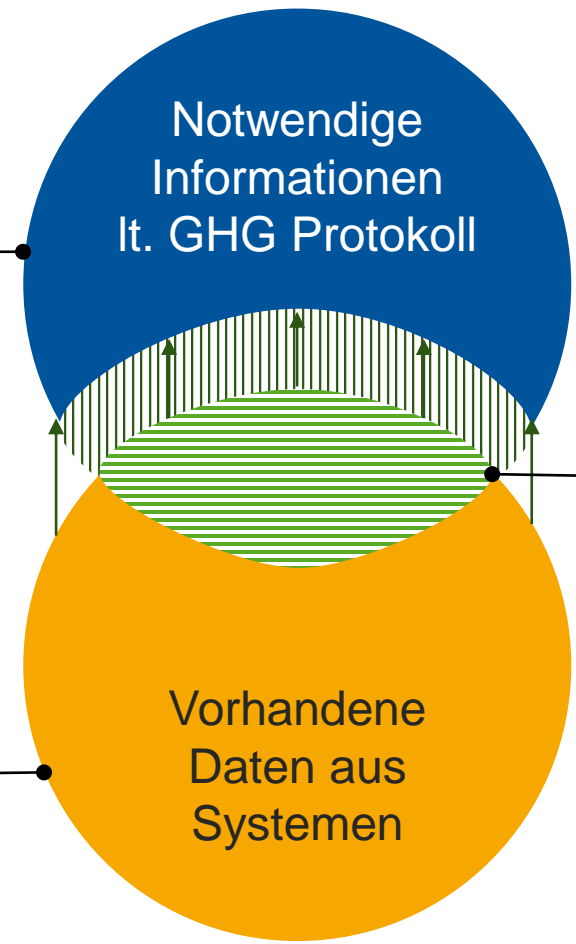 Notwendige
Informationen
lt. GHG Protokoll
Vorhandene
Daten aus
Systemen